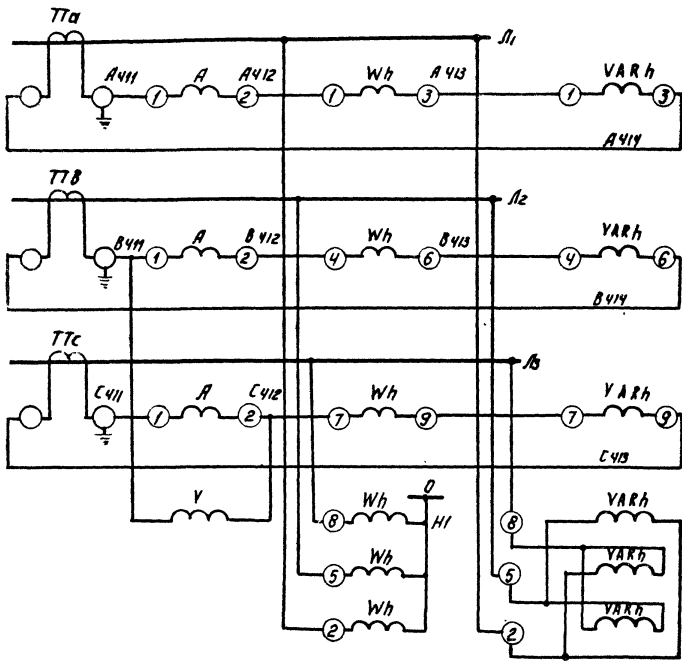 ТТа
Л1
А411 А А412 Wh А413 VARh
1 2 1 3 1 3
А414
ТТВ
Л2
В411 А В412 Wh В413 VARh
1 2 4 6 4 6
В414
ТТс
Л3
С411 А С412 Wh VARh
1 2 7 9 7 9
С413
V
0
8 Wh Н1 8 VARh
5 Wh 5 VARh
2 Wh 2 VARh